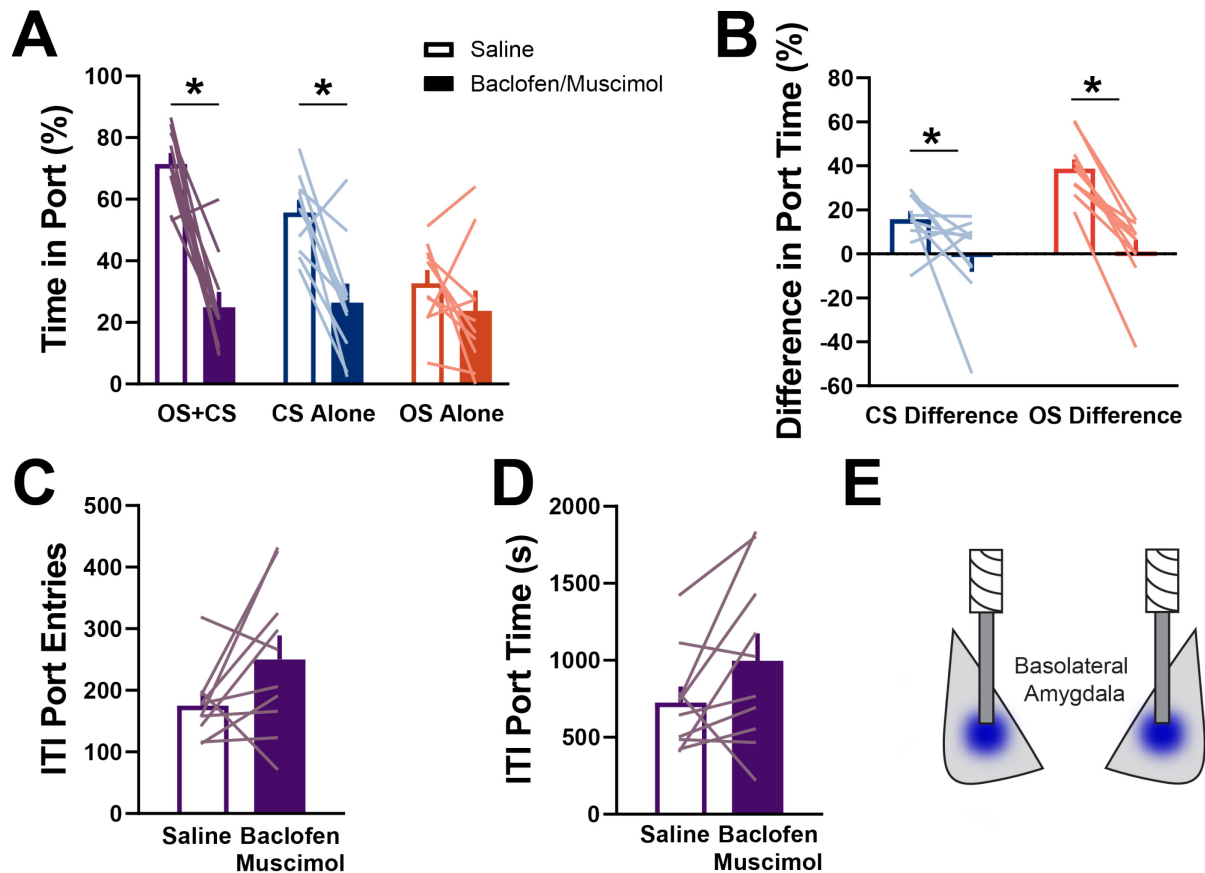 A
Saline
Baclofen/Muscimol
Time in Port (%)
100
80
60
40
20
0
*
*
OS+CS
CS Alone
OS Alone
B
Difference in Port Time (%)
80
60
40
20
0
-20
-40
-60
*
*
CS Difference
OS Difference
C
ITI Port Entries
500
400
300
200
100
0
Saline
Baclofen
Muscimol
D
ITI Port Time (s)
2000
1500
1000
500
0
Saline
Baclofen
Muscimol
E
Basolateral
Amygdala